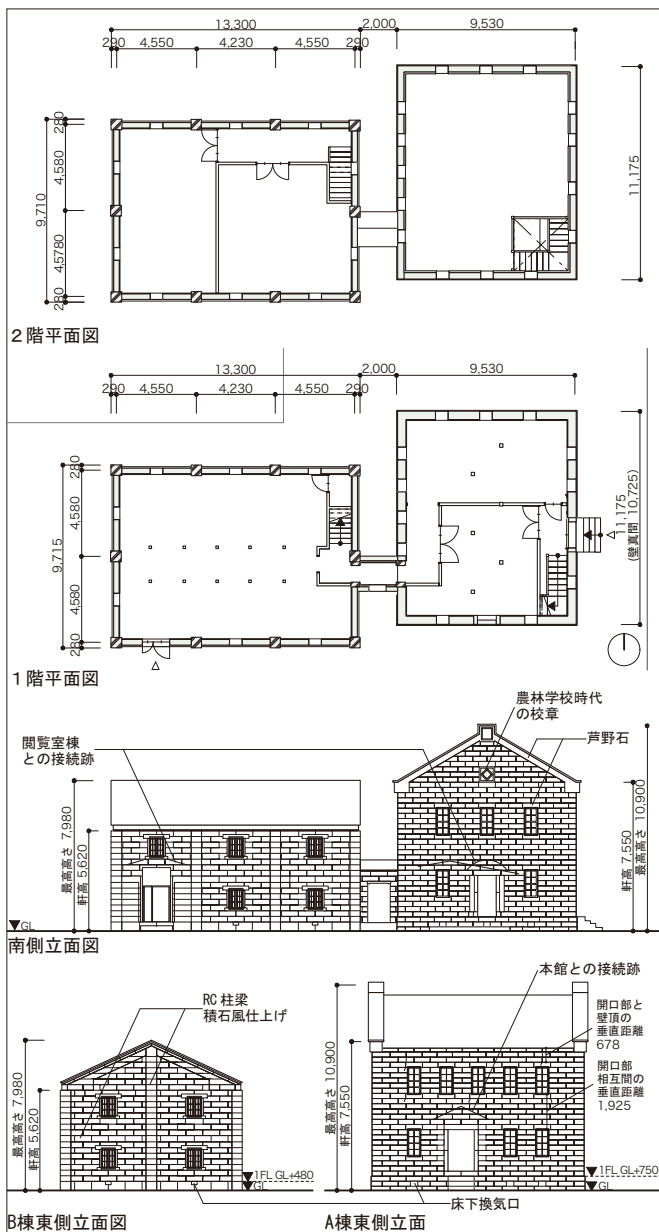 13,300
2,000
9,530
290
4,550
4,230
4,550
290
280
4,580
9,710
4,5780
280
11,175
2階平面図
13,300
2,000
9,530
290
4,550
4,230
4,550
290
280
4,580
9,715
4,580
280
11,175
(壁真間 10,725)
1階平面図
農林学校時代
の校章
芦野石
閲覧室棟
との接続跡
最高高さ 7,980
軒高 5,620
軒高 7,550
最高高さ 10,900
GL
南側立面図
本館との接続跡
RC 柱梁
積石風仕上げ
開口部と
壁頂の
垂直距離
678
開口部
相互間の
垂直距離
1,925
最高高さ 7,980
軒高 5,620
最高高さ 10,900
軒高 7,550
1FL GL+480
GL
1FL GL+750
GL
床下換気口
B棟東側立面図
A棟東側立面